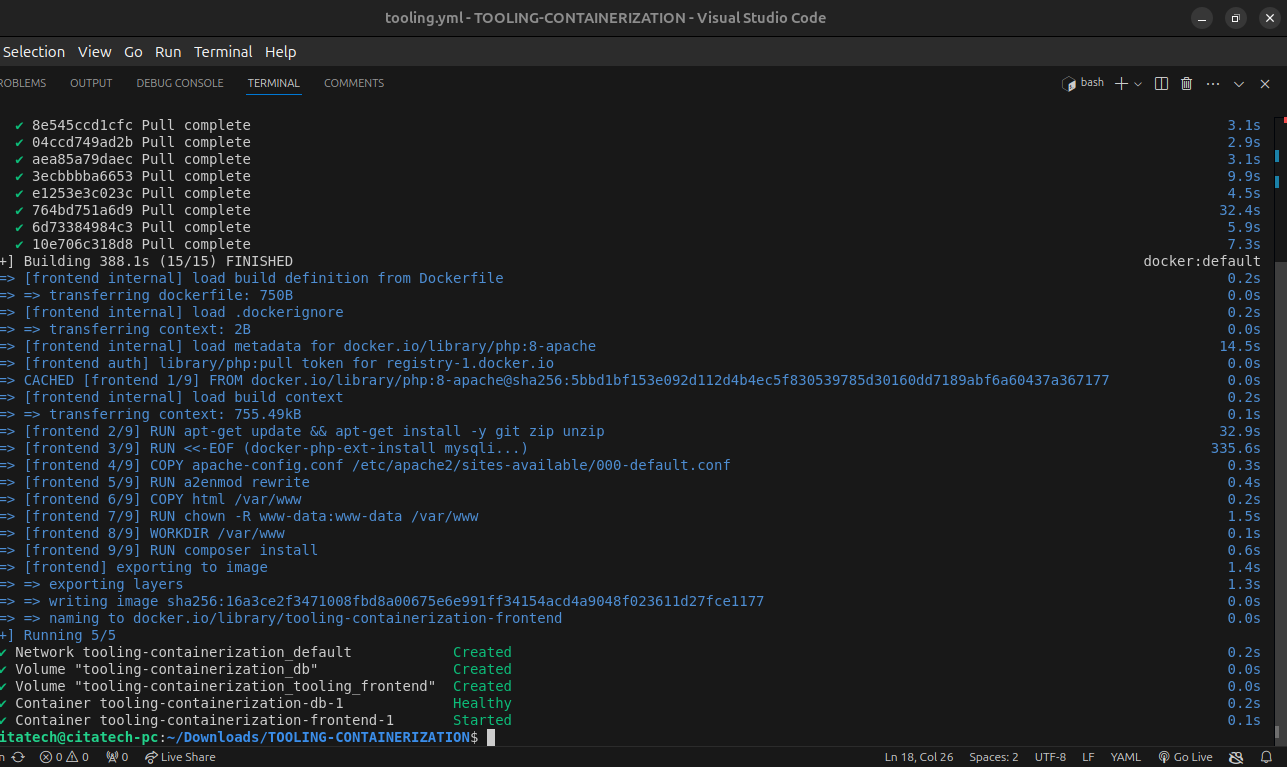 tooling.yml - TOOLING-CONTAINERIZATION - Visual Studio Code
Selection View Go Run Terminal Help
ROBLEMS OUTPUT DEBUG CONSOLE TERMINAL COMMENTS bash
✔ 8e545ccd1cfc Pull complete 3.1s
✔ 04ccd749ad2b Pull complete 2.9s
✔ aea85a79daec Pull complete 3.1s
✔ 3ecbbbba6653 Pull complete 9.9s
✔ e1253e3c023c Pull complete 4.5s
✔ 764bd751a6d9 Pull complete 32.4s
✔ 6d73384984c3 Pull complete 5.9s
✔ 10e706c318d8 Pull complete 7.3s
+] Building 388.1s (15/15) FINISHED docker:default
=> [frontend internal] load build definition from Dockerfile 0.2s
=> => transferring dockerfile: 750B 0.0s
=> [frontend internal] load .dockerignore 0.2s
=> => transferring context: 2B 0.0s
=> [frontend internal] load metadata for docker.io/library/php:8-apache 14.5s
=> [frontend auth] library/php:pull token for registry-1.docker.io 0.0s
=> CACHED [frontend 1/9] FROM docker.io/library/php:8-apache@sha256:5bbd1bf153e092d112d4b4ec5f830539785d30160dd7189abf6a60437a367177 0.0s
=> [frontend internal] load build context 0.2s
=> => transferring context: 755.49kB 0.1s
=> [frontend 2/9] RUN apt-get update && apt-get install -y git zip unzip 32.9s
=> [frontend 3/9] RUN <<-EOF (docker-php-ext-install mysqli...) 335.6s
=> [frontend 4/9] COPY apache-config.conf /etc/apache2/sites-available/000-default.conf 0.3s
=> [frontend 5/9] RUN a2enmod rewrite 0.4s
=> [frontend 6/9] COPY html /var/www 0.2s
=> [frontend 7/9] RUN chown -R www-data:www-data /var/www 1.5s
=> [frontend 8/9] WORKDIR /var/www 0.1s
=> [frontend 9/9] RUN composer install 0.6s
=> [frontend] exporting to image 1.4s
=> => exporting layers 1.3s
=> => writing image sha256:16a3ce2f3471008fbd8a00675e6e991ff34154acd4a9048f023611d27fce1177 0.0s
=> => naming to docker.io/library/tooling-containerization-frontend 0.0s
+] Running 5/5
✔ Network tooling-containerization_default Created 0.2s
✔ Volume "tooling-containerization_db" Created 0.0s
✔ Volume "tooling-containerization_tooling_frontend" Created 0.0s
✔ Container tooling-containerization-db-1 Healthy 0.2s
✔ Container tooling-containerization-frontend-1 Started 0.1s
itatech@citatech-pc:~/Downloads/TOOLING-CONTAINERIZATION$
n 0 0 0 Live Share Ln 18, Col 26 Spaces: 2 UTF-8 LF YAML Go Live